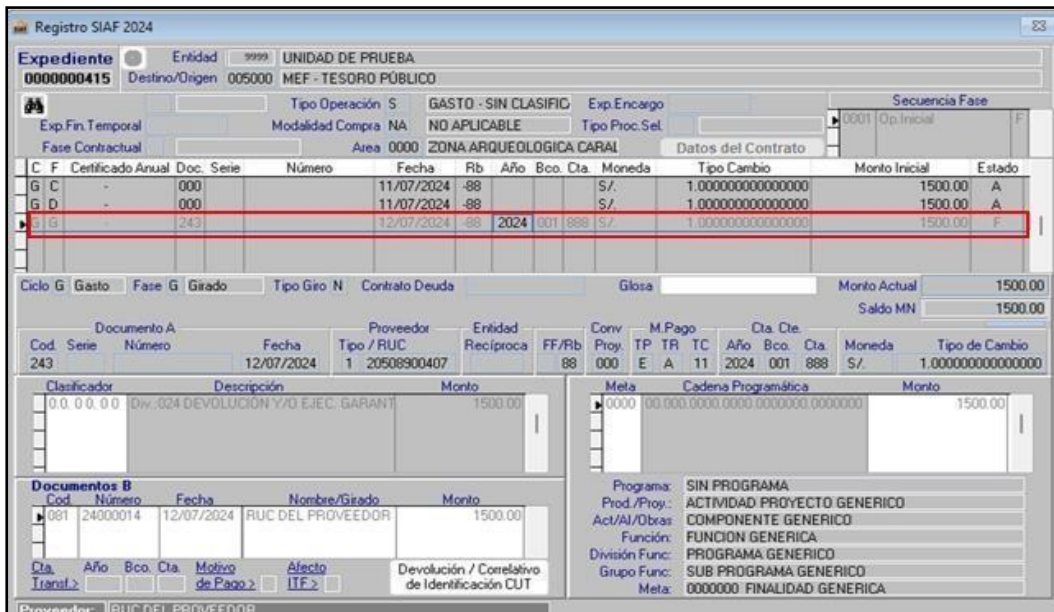 Registro SIAF 2024
Expediente Entidad 9999 UNIDAD DE PRUEBA
0000000415 Destino/Origen 005000 MEF - TESORO PÚBLICO
Tipo Operación S GASTO - SIN CLASIFIC Exp.Encargo Secuencia Fase
Exp.Fin.Temporal Modalidad Compra NA NO APLICABLE Tipo Proc.Sel. 0001 Op.Inicial F
Fase Contractual Area 0000 ZONA ARQUEOLOGICA CARAL Datos del Contrato
C F Certificado Anual Doc. Serie Número Fecha Rb Año Bco. Cta. Moneda Tipo Cambio Monto Inicial Estado
G C - 000 11/07/2024 -88 S/. 1.000000000000000 1500.00 A
G D - 000 11/07/2024 -88 S/. 1.000000000000000 1500.00 A
G G - 243 12/07/2024 -88 2024 001 888 S/. 1.000000000000000 1500.00 F
Ciclo G Gasto Fase G Girado Tipo Giro N Contrato Deuda Glosa Monto Actual 1500.00
Saldo MN 1500.00
Documento A Proveedor Entidad Conv M.Pago Cta. Cte.
Cod. Serie Número Fecha Tipo / RUC Recíproca FF/Rb Proy. TP TR TC Año Bco. Cta. Moneda Tipo de Cambio
243 12/07/2024 1 20508900407 88 000 E A 11 2024 001 888 S/. 1.000000000000000
Clasificador Descripción Monto Meta Cadena Programática Monto
0.0. 0 0. 0 0 Div.:024 DEVOLUCIÓN Y/O EJEC. GARANT 1500.00 0000 00.000.0000.0000.0000000.0000000 1500.00
Documentos B Programa: SIN PROGRAMA
Cod. Número Fecha Nombre/Girado Monto Prod./Proy.: ACTIVIDAD PROYECTO GENERICO
081 24000014 12/07/2024 RUC DEL PROVEEDOR 1500.00 Act/AI/Obras: COMPONENTE GENERICO
Función: FUNCION GENERICA
División Func: PROGRAMA GENERICO
Cta. Año Bco. Cta. Motivo Afecto Devolución / Correlativo Grupo Func: SUB PROGRAMA GENERICO
Transf.> de Pago > ITF > de Identificación CUT Meta: 0000000 FINALIDAD GENERICA
Proveedor: RUC DEL PROVEEDOR